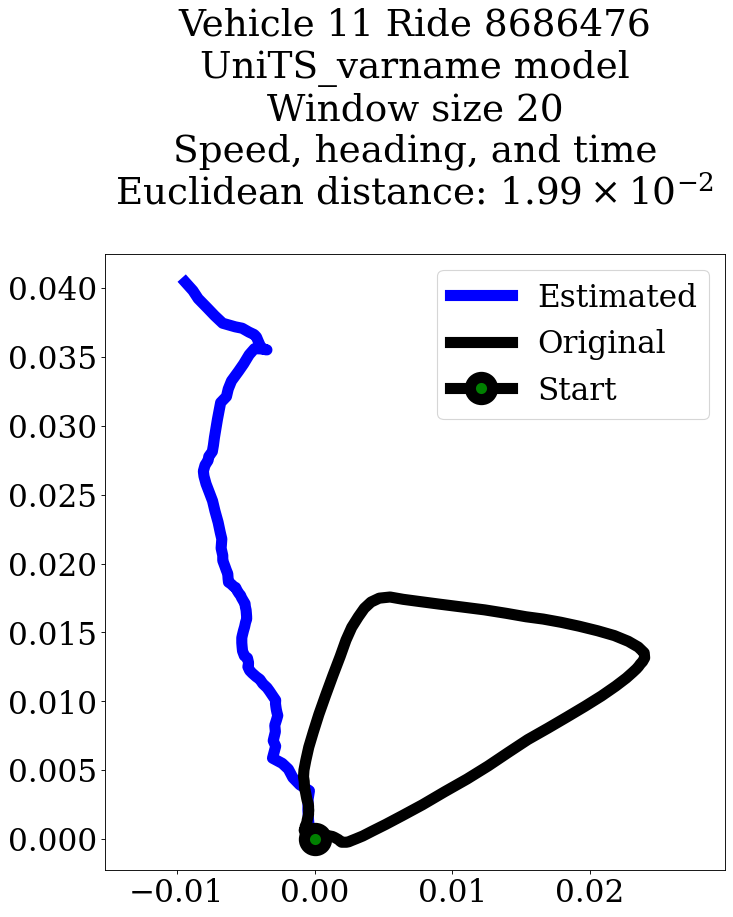 Vehicle 11 Ride 8686476
UniTS_varname model
Window size 20
Speed, heading, and time
Euclidean distance: 1.99 × 10⁻²
Estimated
Original
Start
0.040
0.035
0.030
0.025
0.020
0.015
0.010
0.005
0.000
−0.01 0.00 0.01 0.02